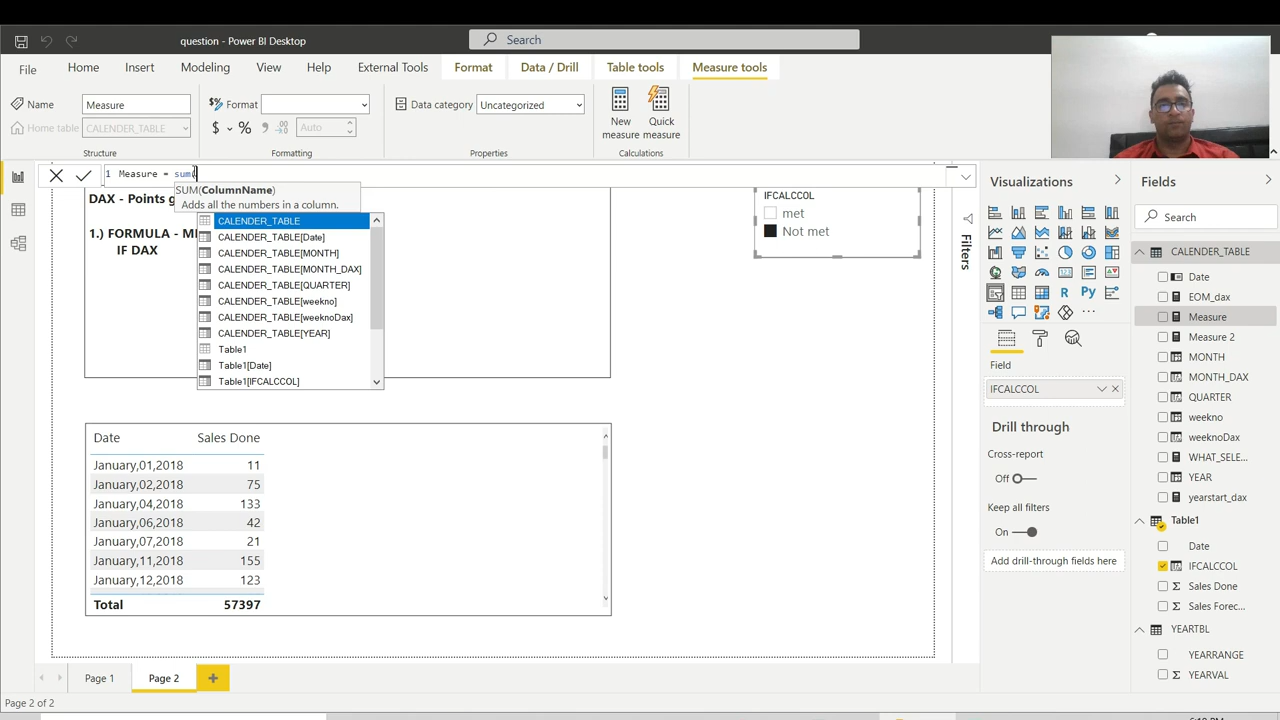 question - Power BI Desktop
Search
File
Home
Insert
Modeling
View
Help
External Tools
Format
Data / Drill
Table tools
Measure tools
Name
Measure
Format
Data category
Uncategorized
Home table
CALENDER_TABLE
$
%
Auto
New measure
Quick measure
Structure
Formatting
Properties
Calculations
1 Measure = sum(
SUM(ColumnName)
Adds all the numbers in a column.
DAX - Points g
1.) FORMULA - M
IF DAX
CALENDER_TABLE
CALENDER_TABLE[Date]
CALENDER_TABLE[MONTH]
CALENDER_TABLE[MONTH_DAX]
CALENDER_TABLE[QUARTER]
CALENDER_TABLE[weekno]
CALENDER_TABLE[weeknoDax]
CALENDER_TABLE[YEAR]
Table1
Table1[Date]
Table1[IFCALCCOL]
IFCALCCOL
met
Not met
Date Sales Done
January,01,2018 11
January,02,2018 75
January,04,2018 133
January,06,2018 42
January,07,2018 21
January,11,2018 155
January,12,2018 123
Total 57397
Filters
Visualizations
R
Py
Field
IFCALCCOL
Drill through
Cross-report
Off
Keep all filters
On
Add drill-through fields here
Fields
Search
CALENDER_TABLE
Date
EOM_dax
Measure
Measure 2
MONTH
MONTH_DAX
QUARTER
weekno
weeknoDax
WHAT_SELE...
YEAR
yearstart_dax
Table1
Date
IFCALCCOL
Sales Done
Sales Forec...
YEARTBL
YEARRANGE
YEARVAL
Page 1
Page 2
Page 2 of 2